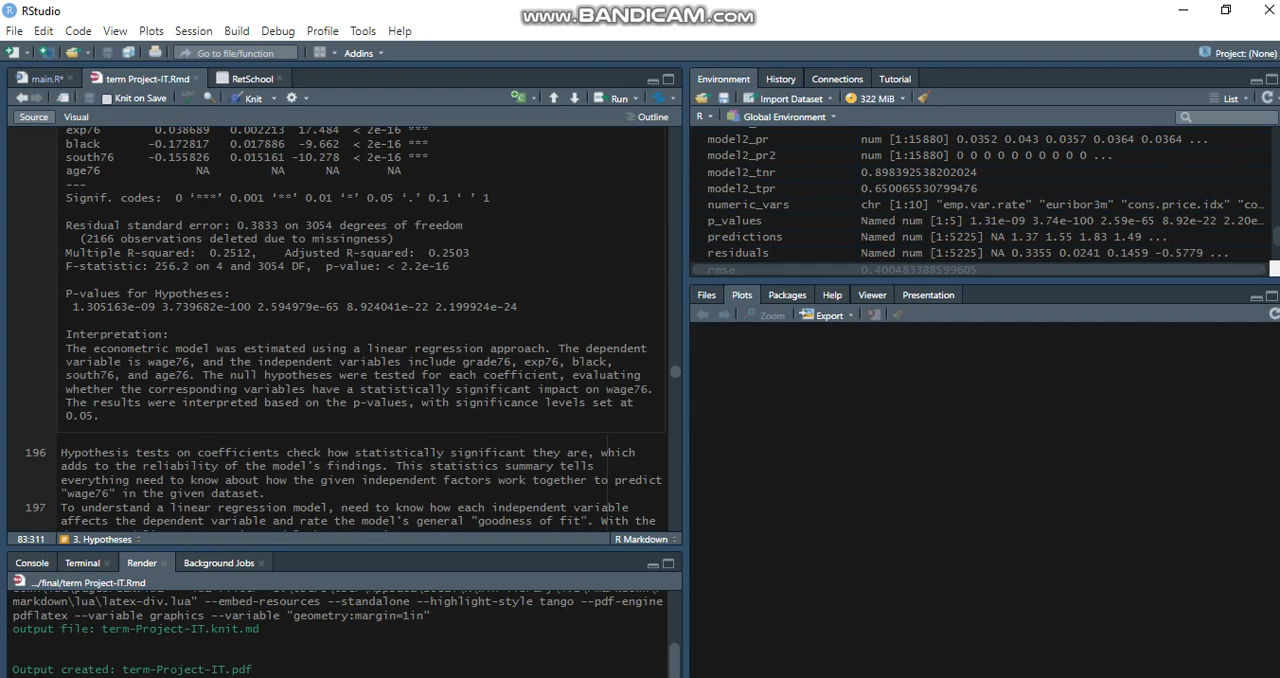 RStudio
www.BANDICAM.com
File Edit Code View Plots Session Build Debug Profile Tools Help
Go to file/function Addins Project: (None)
main.R* term Project-IT.Rmd RetSchool
Knit on Save Knit Run
Source Visual Outline
exp76 0.038689 0.002213 17.484 < 2e-16 ***
black -0.172817 0.017886 -9.662 < 2e-16 ***
south76 -0.155826 0.015161 -10.278 < 2e-16 ***
age76 NA NA NA NA
---
Signif. codes: 0 ‘***’ 0.001 ‘**’ 0.01 ‘*’ 0.05 ‘.’ 0.1 ‘ ’ 1
Residual standard error: 0.3833 on 3054 degrees of freedom
(2166 observations deleted due to missingness)
Multiple R-squared: 0.2512, Adjusted R-squared: 0.2503
F-statistic: 256.2 on 4 and 3054 DF, p-value: < 2.2e-16
P-values for Hypotheses:
1.305163e-09 3.739682e-100 2.594979e-65 8.924041e-22 2.199924e-24
Interpretation:
The econometric model was estimated using a linear regression approach. The dependent
variable is wage76, and the independent variables include grade76, exp76, black,
south76, and age76. The null hypotheses were tested for each coefficient, evaluating
whether the corresponding variables have a statistically significant impact on wage76.
The results were interpreted based on the p-values, with significance levels set at
0.05.
196 Hypothesis tests on coefficients check how statistically significant they are, which
adds to the reliability of the model's findings. This statistics summary tells
everything need to know about how the given independent factors work together to predict
"wage76" in the given dataset.
197 To understand a linear regression model, need to know how each independent variable
affects the dependent variable and rate the model's general "goodness of fit". With the
83:311 3. Hypotheses R Markdown
Console Terminal Render Background Jobs
.../final/term Project-IT.Rmd
markdown\lua\latex-div.lua" --embed-resources --standalone --highlight-style tango --pdf-engine
pdflatex --variable graphics --variable "geometry:margin=1in"
output file: term-Project-IT.knit.md
Output created: term-Project-IT.pdf
Environment History Connections Tutorial
Import Dataset 322 MiB List
R Global Environment
model2_pr num [1:15880] 0.0352 0.043 0.0357 0.0364 0.0364 ...
model2_pr2 num [1:15880] 0 0 0 0 0 0 0 0 0 0 ...
model2_tnr 0.898392538202024
model2_tpr 0.650065530799476
numeric_vars chr [1:10] "emp.var.rate" "euribor3m" "cons.price.idx" "co...
p_values Named num [1:5] 1.31e-09 3.74e-100 2.59e-65 8.92e-22 2.20e...
predictions Named num [1:5225] NA 1.37 1.55 1.83 1.49 ...
residuals Named num [1:5225] NA 0.3355 0.0241 0.1459 -0.5779 ...
rmse 0.400483388599605
Files Plots Packages Help Viewer Presentation
Zoom Export